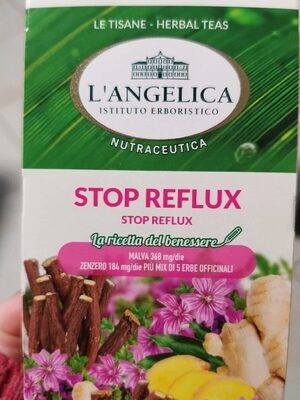 LE TISANE - HERBAL TEAS
L'ANGELICA
ISTITUTO ERBORISTICO
NUTRACEUTICA
STOP REFLUX
STOP REFLUX
La ricetta del benessere
MALVA 368 mg/die
ZENZERO 184 mg/die PIÙ MIX DI 5 ERBE OFFICINALI